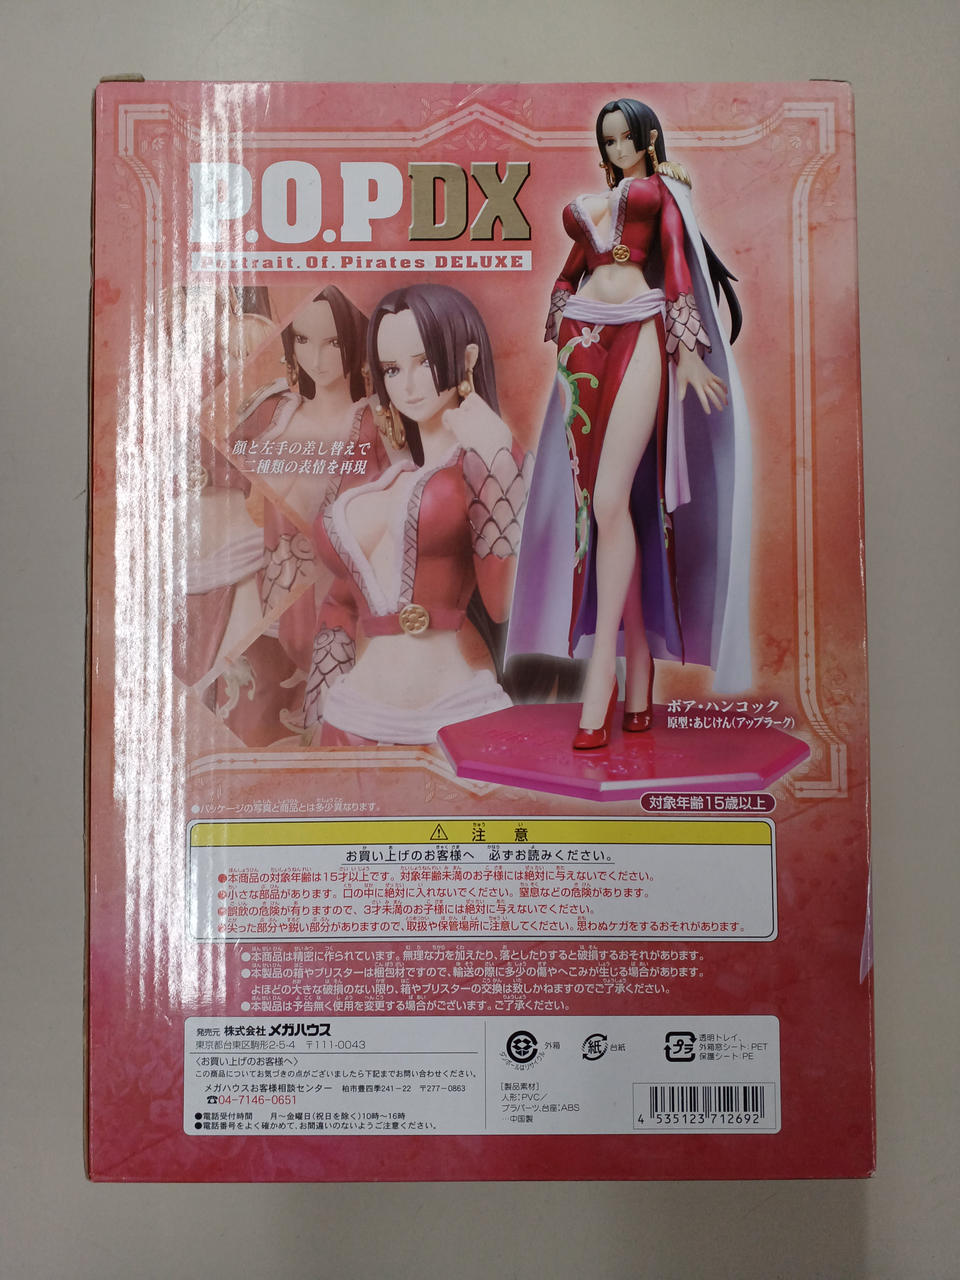 P.O.P DX
Portrait. Of. Pirates DELUXE
顔と左手の差し替えで
二種類の表情を再現
ボア・ハンコック
原型:あじけん(アップラーク)
●パッケージの写真と商品とは多少異なります。
対象年齢15歳以上
⚠ 注意
お買い上げのお客様へ 必ずお読みください。
●本商品の対象年齢は15才以上です。対象年齢未満のお子様には絶対に与えないでください。
●小さな部品があります。口の中に絶対に入れないでください。窒息などの危険があります。
●誤飲の危険が有りますので、3才未満のお子様には絶対に与えないでください。
●尖った部分や鋭い部分がありますので、取扱や保管場所に注意してください。思わぬケガをするおそれがあります。
●本商品は精密に作られています。無理な力を加えたり、落としたりすると破損するおそれがあります。
●本製品の箱やブリスターは梱包材ですので、輸送の際に多少の傷やへこみが生じる場合があります。
よほどの大きな破損のない限り、箱やブリスターの交換は致しかねますのでご了承ください。
●本製品は予告無く使用を変更する場合がございます。ご了承ください。
発売元 株式会社 メガハウス
東京都台東区駒形2-5-4 〒111-0043
〈お買い上げのお客様へ〉
この商品についてお気づきの点がございましたら下記までお問い合わせください。
メガハウスお客様相談センター 柏市豊四季241-22 〒277-0863
☎04-7146-0651
●電話受付時間 月〜金曜日(祝日を除く)10時〜16時
●電話番号をよく確かめて、お間違いのないようご注意ください。
外箱
ダンボールはリサイクル
紙 台紙
プラ
透明トレイ、
外箱窓シート:PET
保護シート:PE
[製品素材]
人形:PVC/
プラパーツ、台座:ABS
…中国製
4 535123 712692